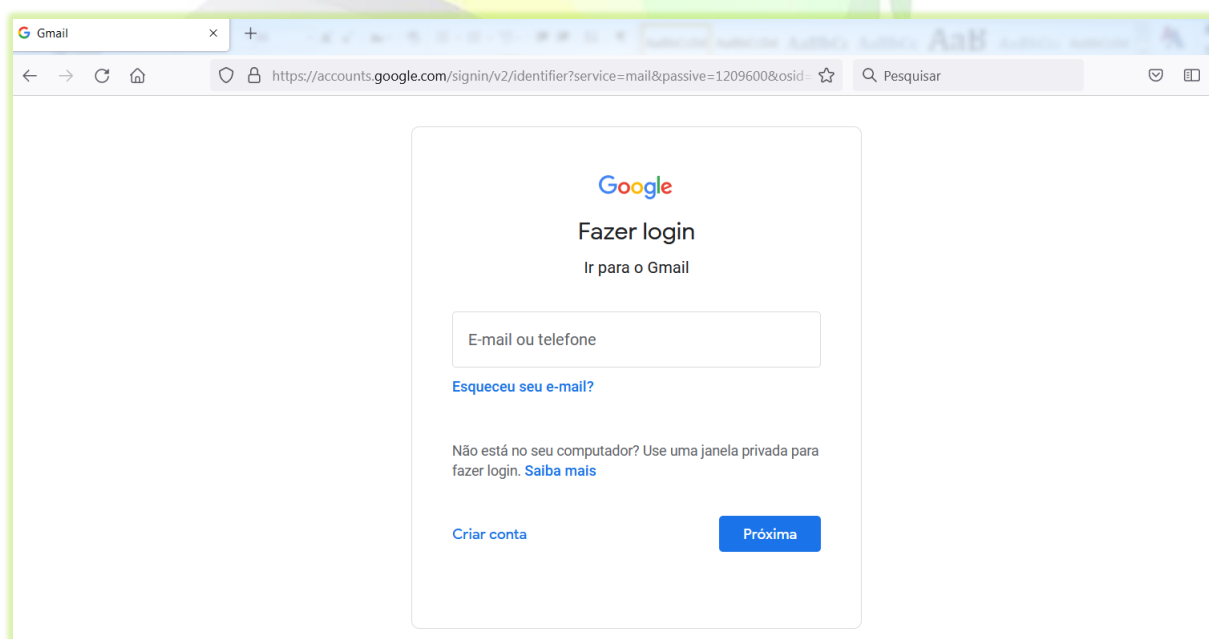 Gmail
https://accounts.google.com/signin/v2/identifier?service=mail&passive=1209600&osid=
Pesquisar
Google
Fazer login
Ir para o Gmail
E-mail ou telefone
Esqueceu seu e-mail?
Não está no seu computador? Use uma janela privada para
fazer login. Saiba mais
Criar conta
Próxima